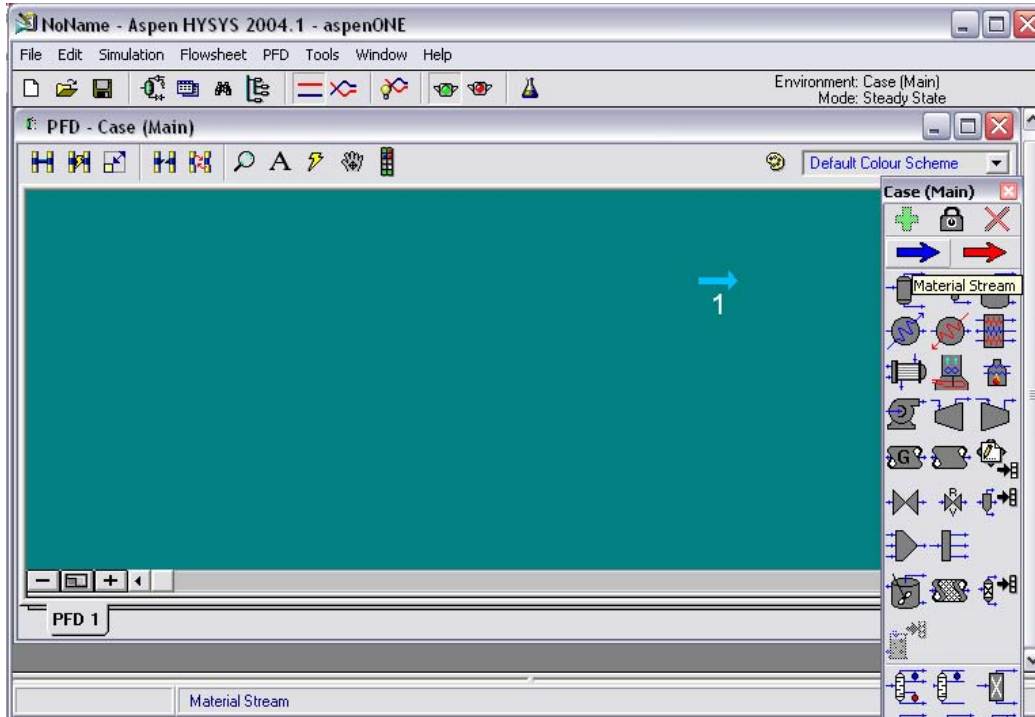 NoName - Aspen HYSYS 2004.1 - aspenONE
File Edit Simulation Flowsheet PFD Tools Window Help
Environment: Case (Main)
Mode: Steady State
PFD - Case (Main)
A
Default Colour Scheme
Case (Main)
Material Stream
1
G
R
V
PFD 1
Material Stream